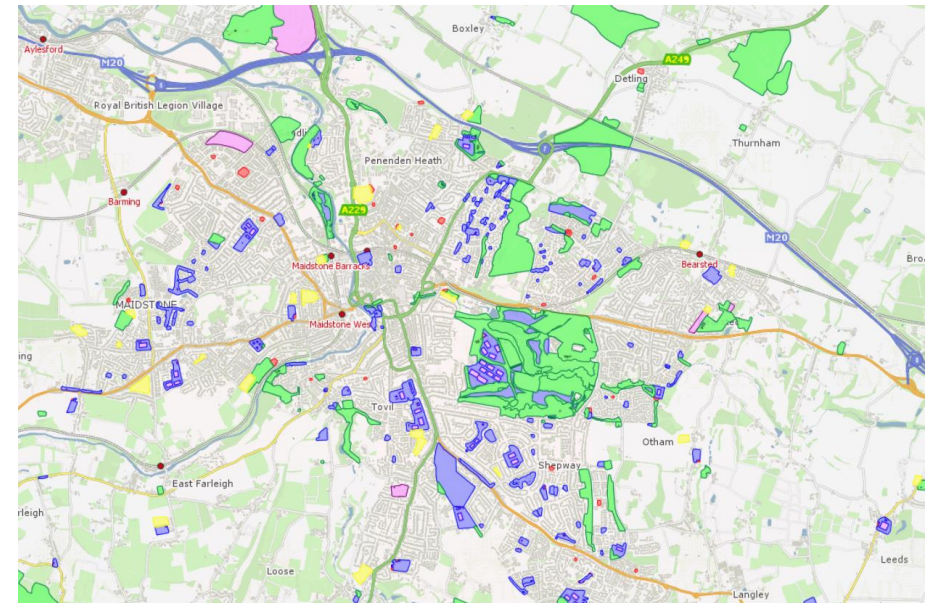 Boxley
Aylesford
M20
A249
Detling
Royal British Legion Village
Thurnham
Penenden Heath
Barming
A229
M20
Maidstone Barracks
Bearsted
MAIDSTONE
Maidstone West
Tovil
Otham
Shepway
East Farleigh
Leeds
Loose
Langley